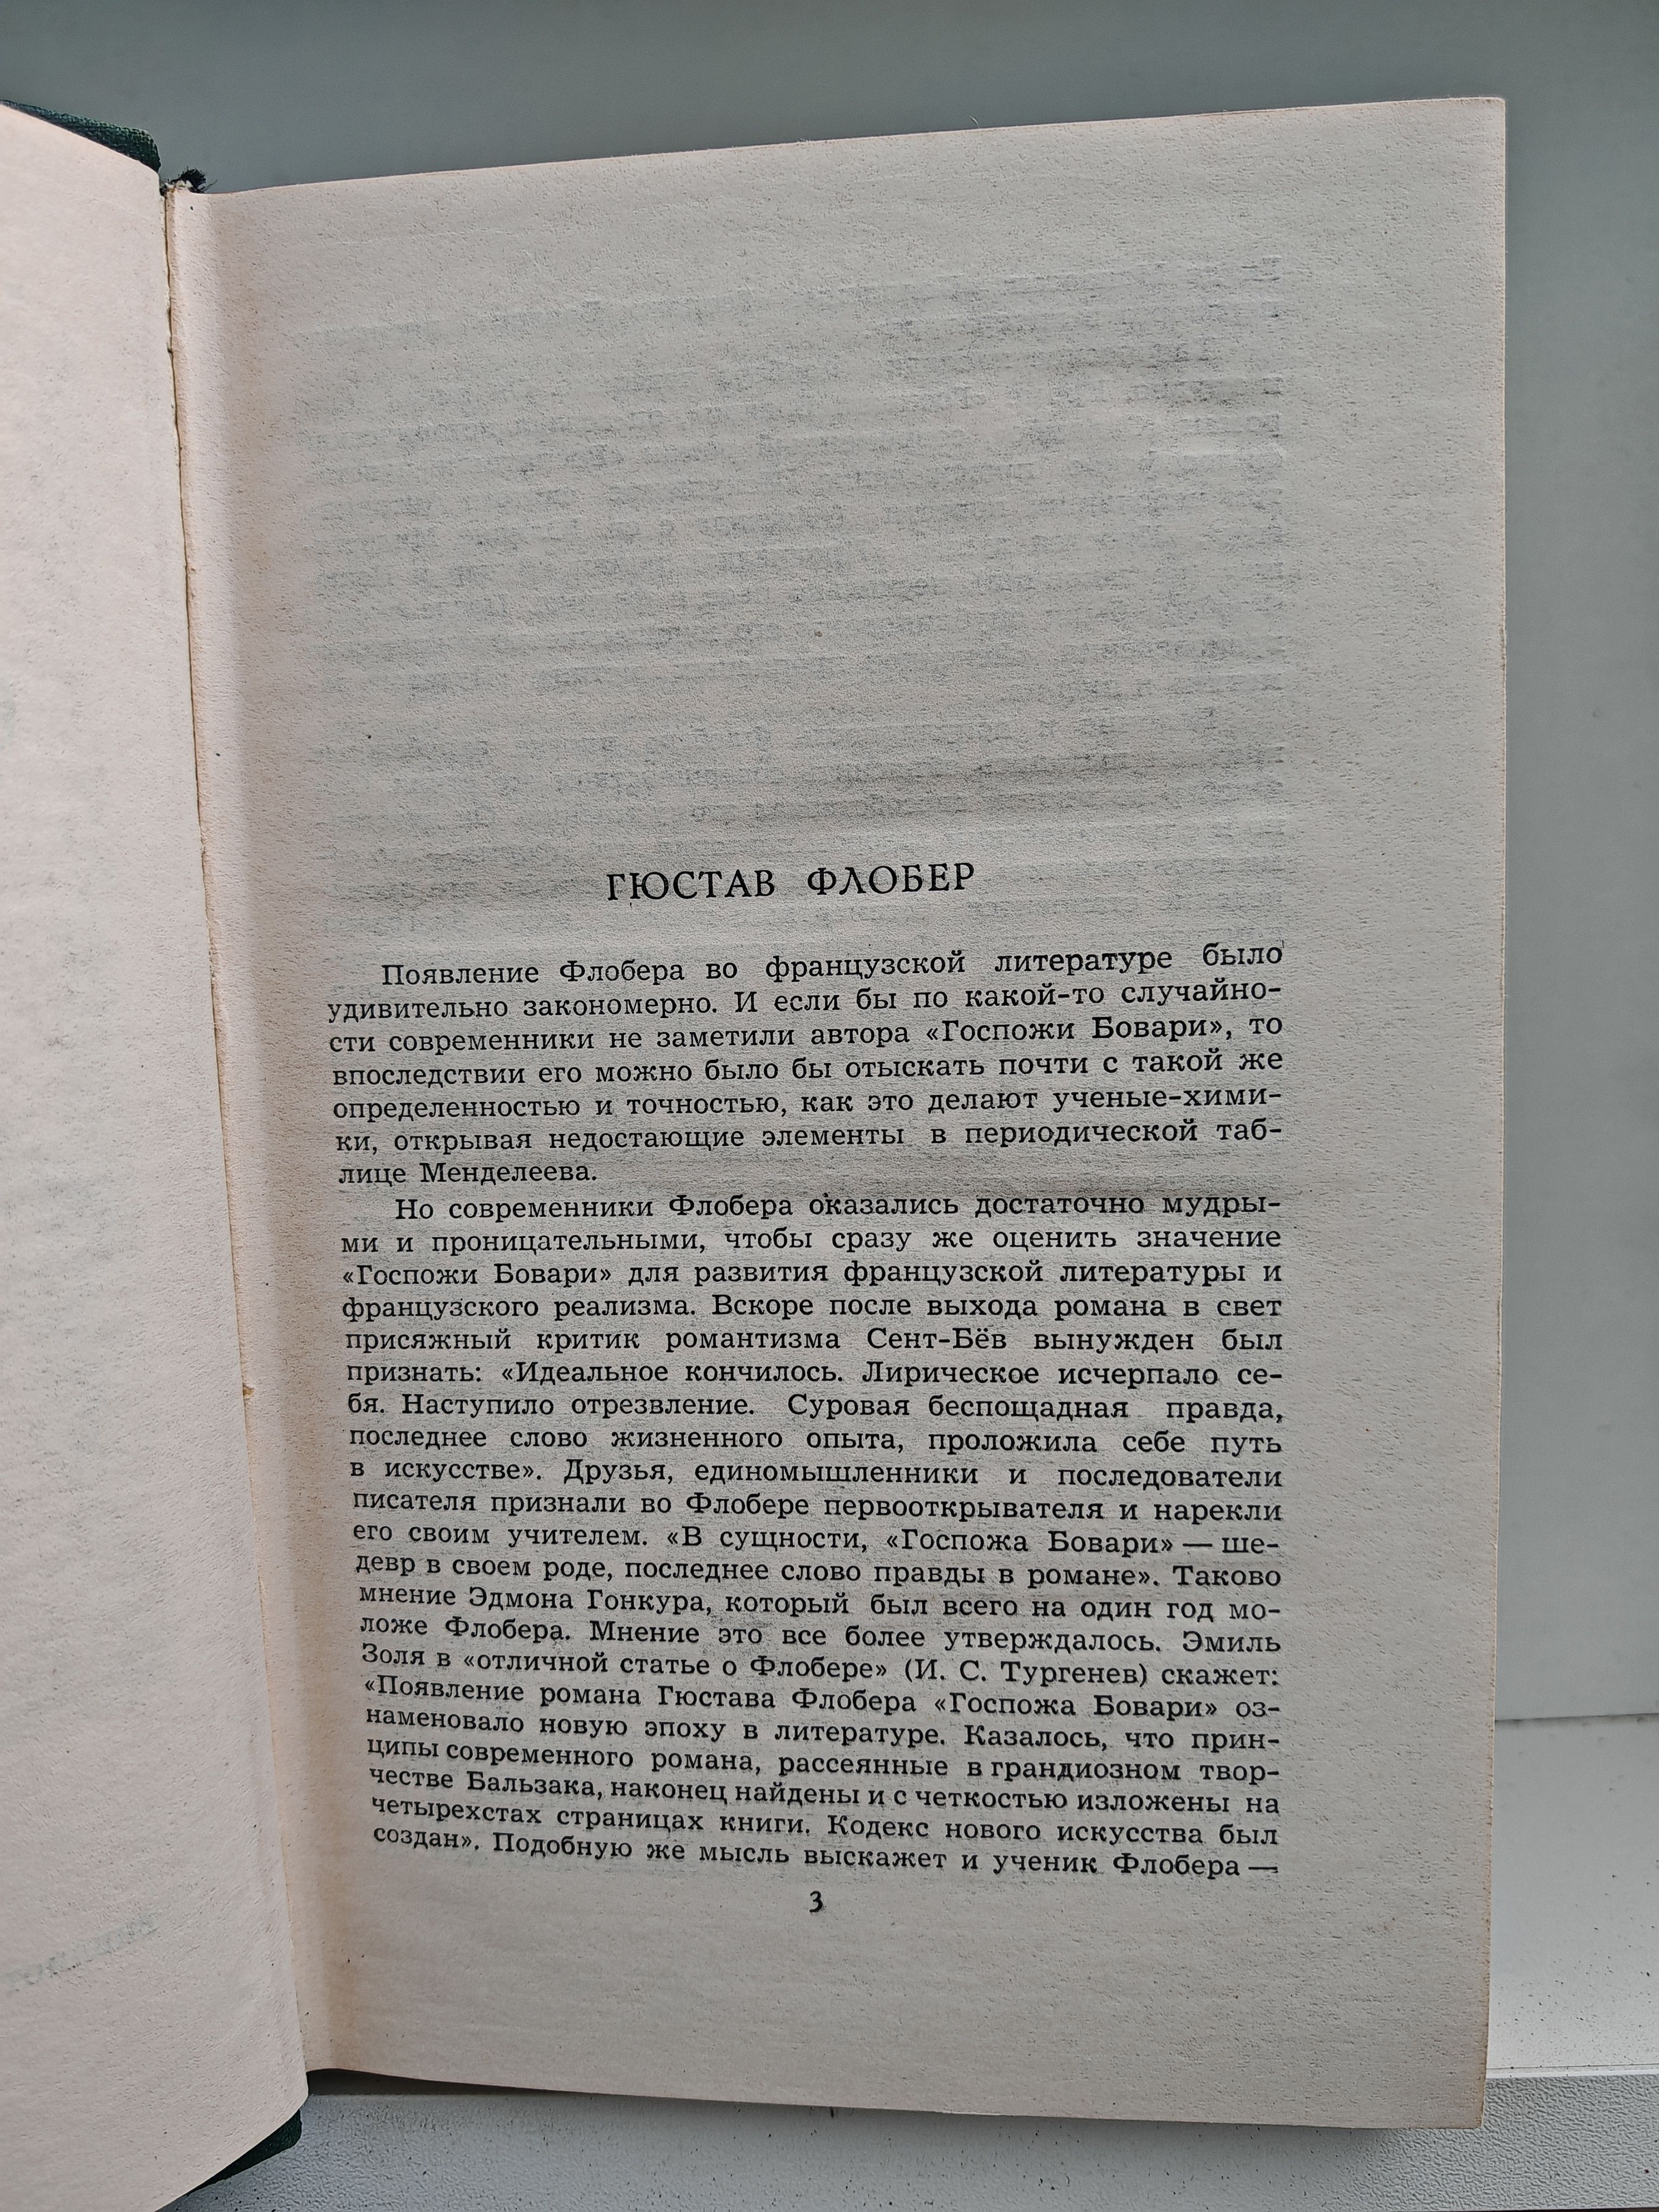 ГЮСТАВ ФЛОБЕР
Появление Флобера во французской литературе было
удивительно закономерно. И если бы по какой-то случайно-
сти современники не заметили автора «Госпожи Бовари», то
впоследствии его можно было бы отыскать почти с такой же
определенностью и точностью, как это делают ученые-хими-
ки, открывая недостающие элементы в периодической таб-
лице Менделеева.
Но современники Флобера оказались достаточно мудры-
ми и проницательными, чтобы сразу же оценить значение
«Госпожи Бовари» для развития французской литературы и
французского реализма. Вскоре после выхода романа в свет
присяжный критик романтизма Сент-Бёв вынужден был
признать: «Идеальное кончилось. Лирическое исчерпало се-
бя. Наступило отрезвление. Суровая беспощадная правда,
последнее слово жизненного опыта, проложила себе путь
в искусстве». Друзья, единомышленники и последователи
писателя признали во Флобере первооткрывателя и нарекли
его своим учителем. «В сущности, «Госпожа Бовари» — ше-
девр в своем роде, последнее слово правды в романе». Таково
мнение Эдмона Гонкура, который был всего на один год мо-
ложе Флобера. Мнение это все более утверждалось. Эмиль
Золя в «отличной статье о Флобере» (И. С. Тургенев) скажет:
«Появление романа Гюстава Флобера «Госпожа Бовари» оз-
наменовало новую эпоху в литературе. Казалось, что прин-
ципы современного романа, рассеянные в грандиозном твор-
честве Бальзака, наконец найдены и с четкостью изложены на
четырехстах страницах книги. Кодекс нового искусства был
создан». Подобную же мысль выскажет и ученик Флобера —
3